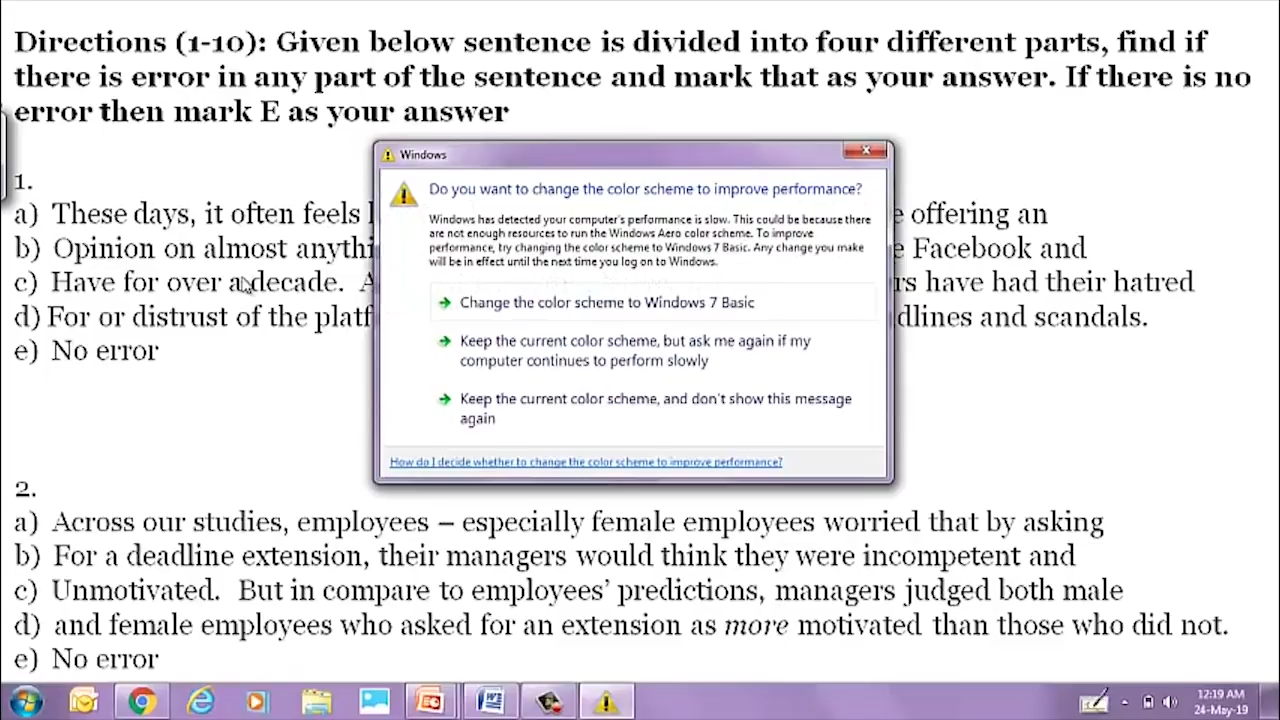 Directions (1-10): Given below sentence is divided into four different parts, find if
there is error in any part of the sentence and mark that as your answer. If there is no
error then mark E as your answer
Windows
Do you want to change the color scheme to improve performance?
Windows has detected your computer's performance is slow. This could be because there
are not enough resources to run the Windows Aero color scheme. To improve
performance, try changing the color scheme to Windows 7 Basic. Any change you make
will be in effect until the next time you log on to Windows.
Change the color scheme to Windows 7 Basic
Keep the current color scheme, but ask me again if my
computer continues to perform slowly
Keep the current color scheme, and don't show this message
again
How do I decide whether to change the color scheme to improve performance?
1.
a) These days, it often feels offering an
b) Opinion on almost Facebook and
c) Have for over a decade. have had their hatred
d) For or distrust of the and scandals.
e) No error
2.
a) Across our studies, employees – especially female employees worried that by asking
b) For a deadline extension, their managers would think they were incompetent and
c) Unmotivated. But in compare to employees' predictions, managers judged both male
d) and female employees who asked for an extension as more motivated than those who did not.
e) No error
12:19 AM
24-May-19